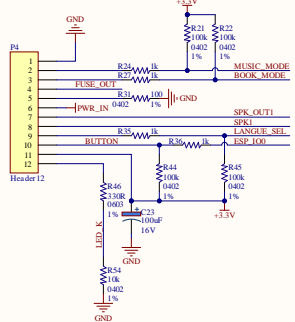 +3.3V
GND
R21
100k
0402
1%
R22
100k
0402
1%
P4
1
2
3
4
5
6
7
8
9
10
11
12
Header12
R24 1k MUSIC_MODE
R27 1k BOOK_MODE
FUSE_OUT
R31 100
0402 1%
GND
PWR_IN
SPK_OUT1
SPK1
R35 1k LANGUE_SEL
BUTTON R36 1k ESP_IO0
R44
100k
0402
1%
R45
100k
0402
1%
+3.3V
R46
330R
0603
1%
C23
100uF
16V
GND
LED_K
R54
10k
0402
1%
GND